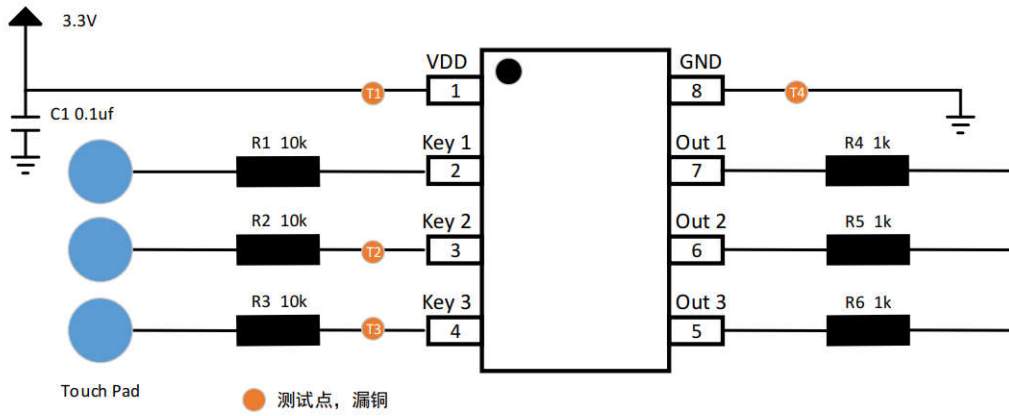 3.3V
VDD
GND
T1
1
8
T4
C1 0.1uf
R1 10k
Key 1
Out 1
R4 1k
2
7
R2 10k
Key 2
Out 2
R5 1k
T2
3
6
R3 10k
Key 3
Out 3
R6 1k
T3
4
5
Touch Pad
测试点，漏铜